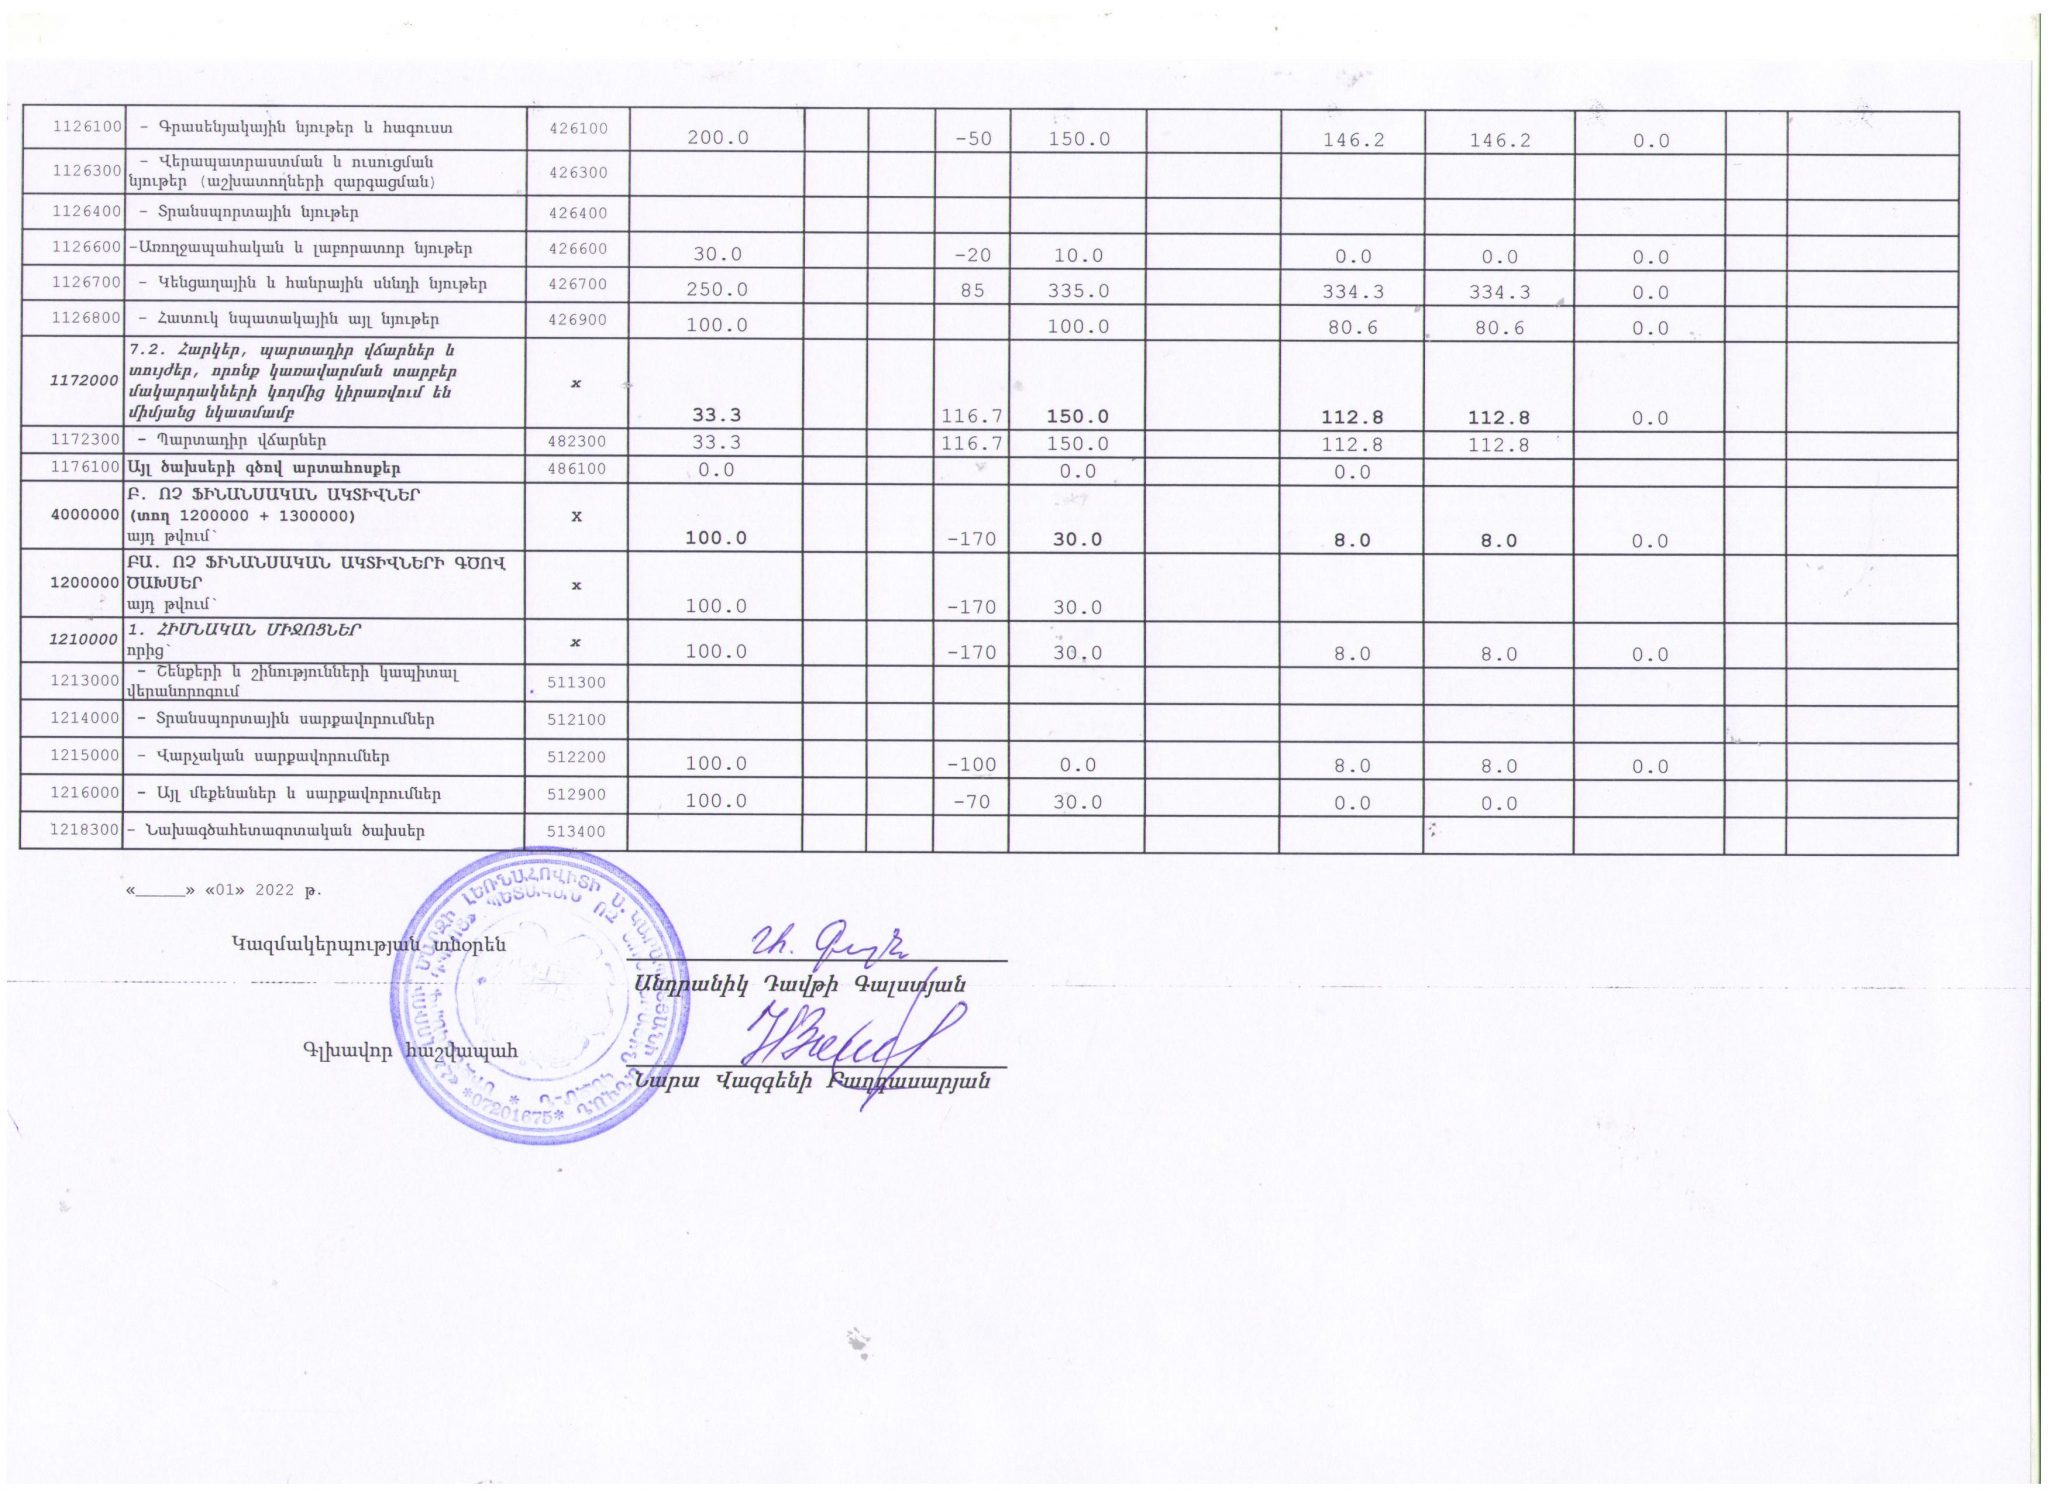 1126100 - Գրասենյակային նյութեր և հագուստ 426100 200.0 -50 150.0 146.2 146.2 0.0
1126300 - Վերապատրաստման և ուսուցման
նյութեր (աշխատողների զարգացման) 426300
1126400 - Տրանսպորտային նյութեր 426400
1126600 -Առողջապահական և լաբորատոր նյութեր 426600 30.0 -20 10.0 0.0 0.0 0.0
1126700 - Կենցաղային և հանրային սննդի նյութեր 426700 250.0 85 335.0 334.3 334.3 0.0
1126800 - Հատուկ նպատակային այլ նյութեր 426900 100.0 100.0 80.6 80.6 0.0
7.2. Հարկեր, պարտադիր վճարներ և
տույժեր, որոնք կառավարման տարբեր
1172000 մակարդակների կողմից կիրառվում են x
միմյանց նկատմամբ 33.3 116.7 150.0 112.8 112.8 0.0
1172300 - Պարտադիր վճարներ 482300 33.3 116.7 150.0 112.8 112.8
1176100 Այլ ծախսերի գծով արտահոսքեր 486100 0.0 0.0 0.0
Բ. ՈՉ ՖԻՆԱՆՍԱԿԱՆ ԱԿՏԻՎՆԵՐ
4000000 (տող 1200000 + 1300000) X
այդ թվում՝ 100.0 -170 30.0 8.0 8.0 0.0
ԲԱ. ՈՉ ՖԻՆԱՆՍԱԿԱՆ ԱԿՏԻՎՆԵՐԻ ԳԾՈՎ
1200000 ԾԱԽՍԵՐ x
այդ թվում՝ 100.0 -170 30.0
1. ՀԻՄՆԱԿԱՆ ՄԻՋՈՑՆԵՐ
1210000 որից՝ x 100.0 -170 30.0 8.0 8.0 0.0
- Շենքերի և շինությունների կապիտալ
1213000 վերանորոգում 511300
1214000 - Տրանսպորտային սարքավորումներ 512100
1215000 - Վարչական սարքավորումներ 512200 100.0 -100 0.0 8.0 8.0 0.0
1216000 - Այլ մեքենաներ և սարքավորումներ 512900 100.0 -70 30.0 0.0 0.0
1218300 - Նախագծահետազոտական ծախսեր 513400
«_____» «01» 2022 թ.
Կազմակերպության տնօրեն
Անդրանիկ Դավթի Գալստյան
Գլխավոր հաշվապահ
Նարա Վազգենի Բաղդասարյան
ԼՈՌՈՒ ՄԱՐԶԻ ԼԵՌՆԱՀՈՎԻՏԻ Ս. ԿԱՐԱՊԵՏՅԱՆԻ
ՊԵՏԱԿԱՆ ՈՉ
*07201675*